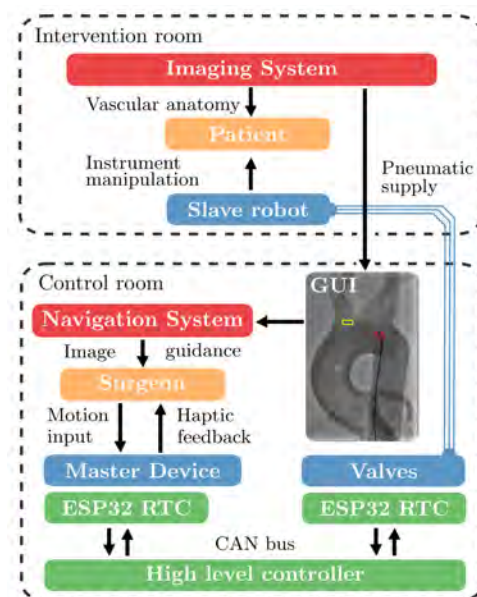 Intervention room
Imaging System
Vascular anatomy
Patient
Instrument
manipulation
Pneumatic
supply
Slave robot
Control room
GUI
Navigation System
Image guidance
Surgeon
Motion
input
Haptic
feedback
Master Device
Valves
ESP32 RTC
ESP32 RTC
CAN bus
High level controller